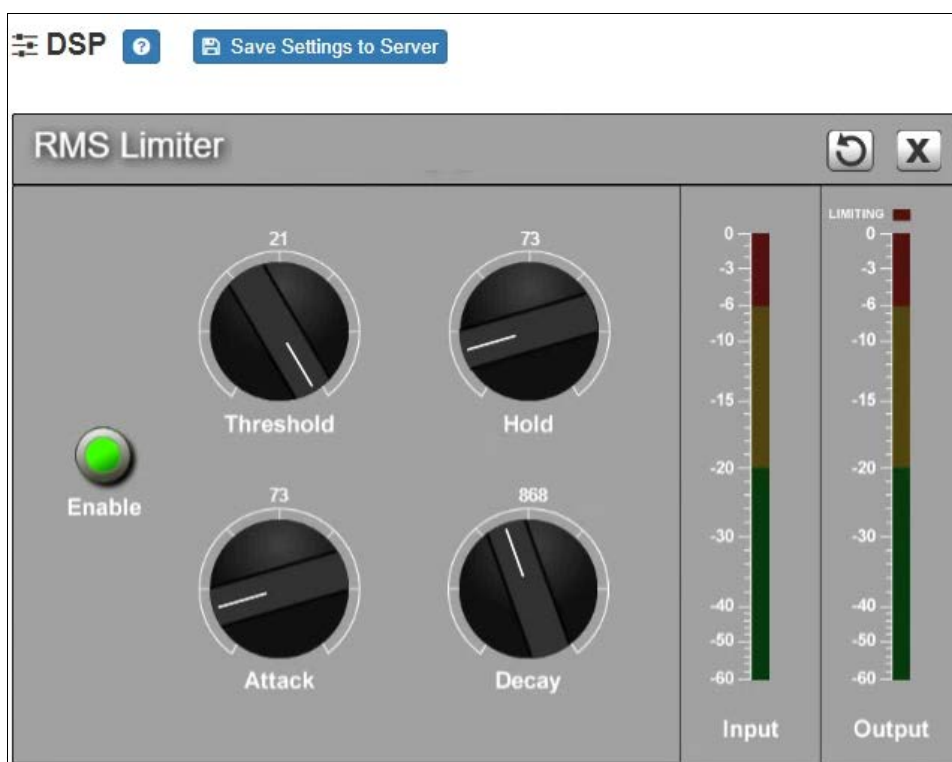 DSP ? Save Settings to Server
RMS Limiter X
21 73
Threshold Hold
Enable
73 868
Attack Decay
0
-3
-6
-10
-15
-20
-30
-40
-50
-60
Input
LIMITING
0
-3
-6
-10
-15
-20
-30
-40
-50
-60
Output